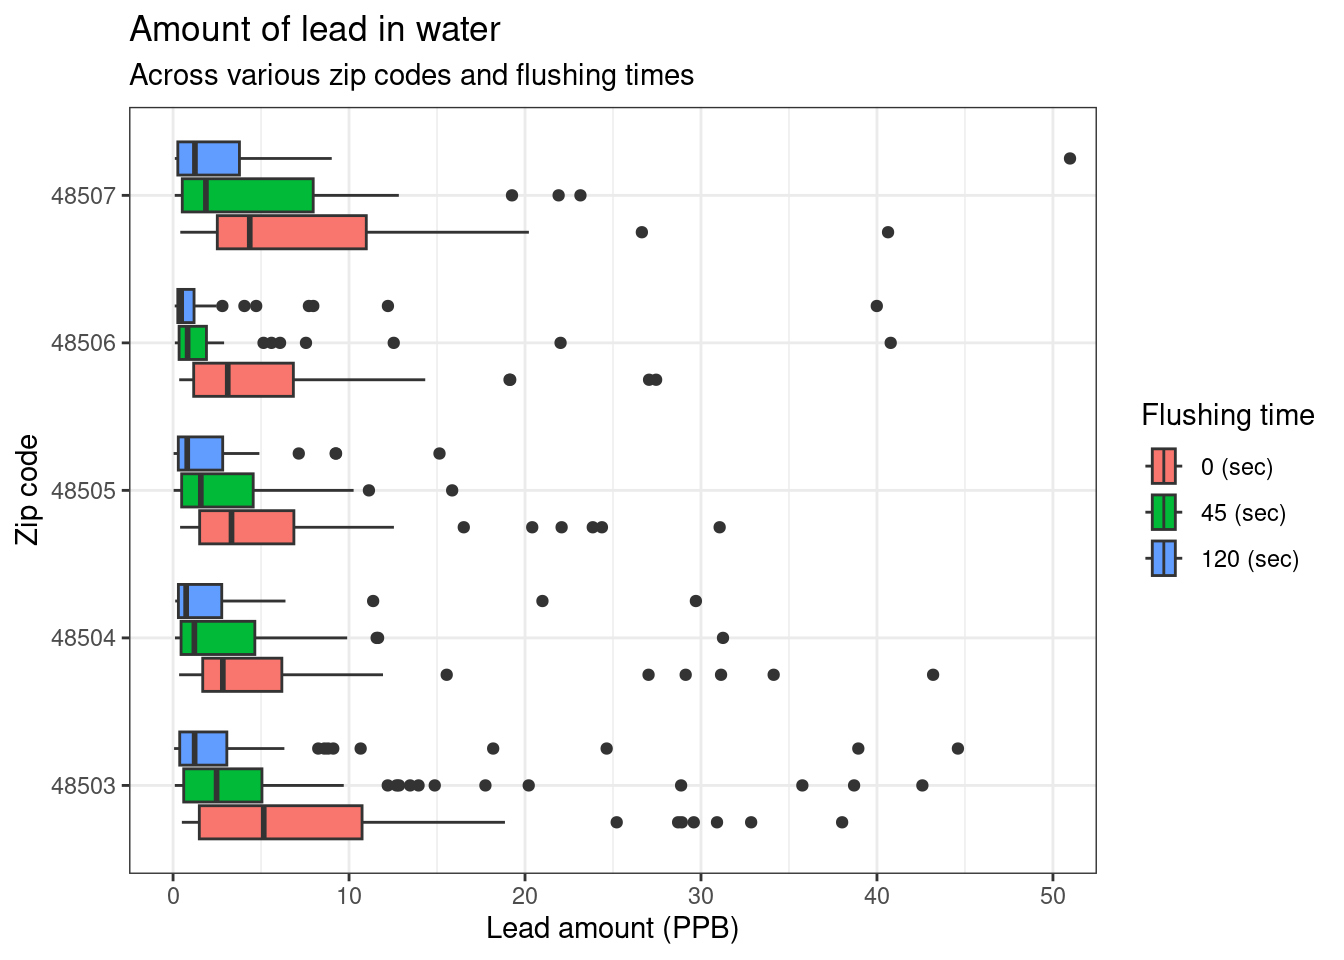 Amount of lead in water
Across various zip codes and flushing times
48507
48506
48505
48504
48503
Zip code
0
10
20
30
40
50
Lead amount (PPB)
Flushing time
0 (sec)
45 (sec)
120 (sec)